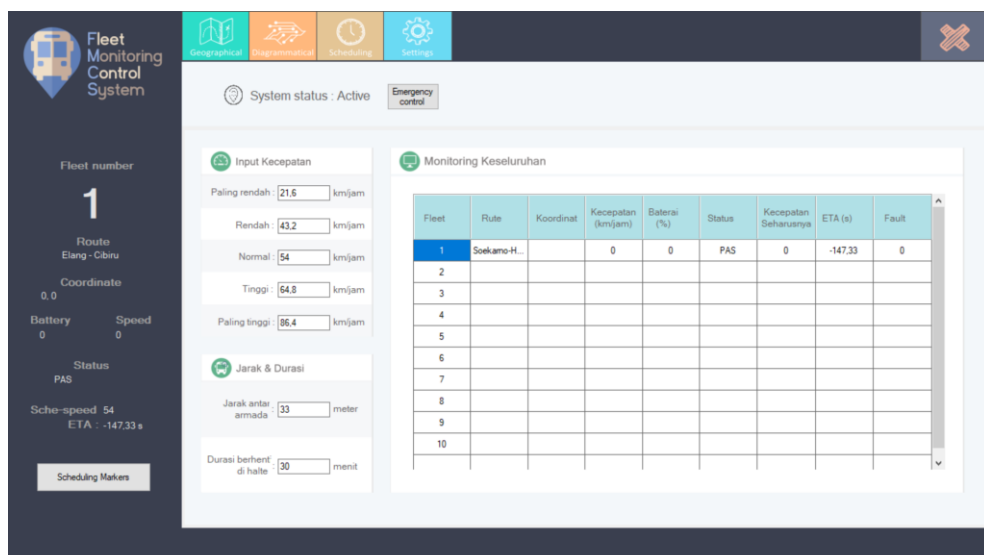 Fleet
Monitoring
Control
System
Geographical
Diagrammatical
Scheduling
Settings
System status : Active
Emergency
control
Fleet number
1
Route
Elang - Cibiru
Coordinate
0, 0
Battery Speed
0 0
Status
PAS
Sche-speed 54
ETA : -147,33 s
Scheduling Markers
Input Kecepatan
Paling rendah : 21,6 km/jam
Rendah : 43,2 km/jam
Normal : 54 km/jam
Tinggi : 64,8 km/jam
Paling tinggi : 86,4 km/jam
Jarak & Durasi
Jarak antar
armada : 33 meter
Durasi berhenti
di halte : 30 menit
Monitoring Keseluruhan
Fleet Rute Koordinat Kecepatan (km/jam) Baterai (%) Status Kecepatan Seharusnya ETA (s) Fault
1 Soekarno-H... 0 0 PAS 0 -147,33 0
2
3
4
5
6
7
8
9
10